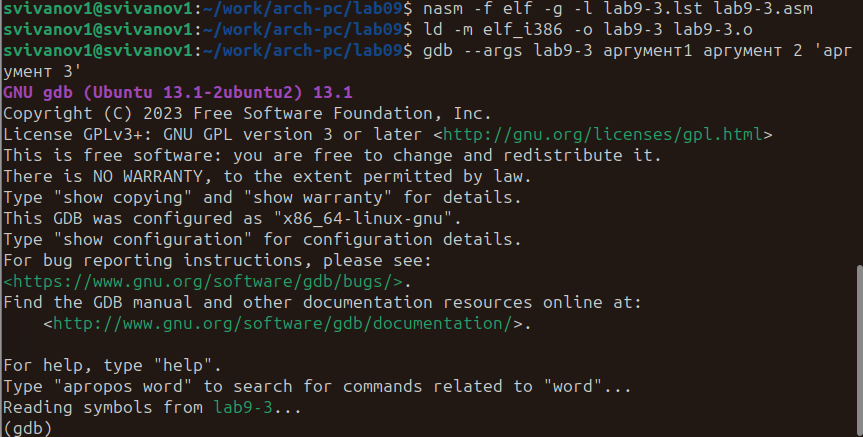 svivanov1@svivanov1:~/work/arch-pc/lab09$ nasm -f elf -g -l lab9-3.lst lab9-3.asm
svivanov1@svivanov1:~/work/arch-pc/lab09$ ld -m elf_i386 -o lab9-3 lab9-3.o
svivanov1@svivanov1:~/work/arch-pc/lab09$ gdb --args lab9-3 аргумент1 аргумент 2 'арг
умент 3'
GNU gdb (Ubuntu 13.1-2ubuntu2) 13.1
Copyright (C) 2023 Free Software Foundation, Inc.
License GPLv3+: GNU GPL version 3 or later <http://gnu.org/licenses/gpl.html>
This is free software: you are free to change and redistribute it.
There is NO WARRANTY, to the extent permitted by law.
Type "show copying" and "show warranty" for details.
This GDB was configured as "x86_64-linux-gnu".
Type "show configuration" for configuration details.
For bug reporting instructions, please see:
<https://www.gnu.org/software/gdb/bugs/>.
Find the GDB manual and other documentation resources online at:
    <http://www.gnu.org/software/gdb/documentation/>.

For help, type "help".
Type "apropos word" to search for commands related to "word"...
Reading symbols from lab9-3...
(gdb)